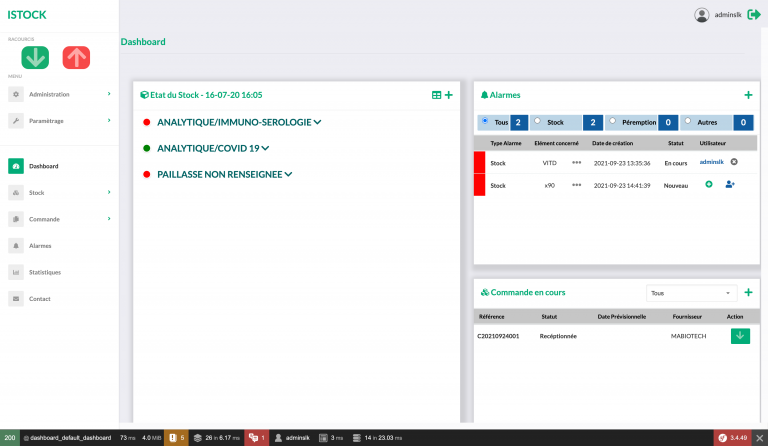 ISTOCK
adminslk
RACOURCIS
MENU
Administration
Paramètrage
Dashboard
Stock
Commande
Alarmes
Statistiques
Contact
Dashboard
Etat du Stock - 16-07-20 16:05
ANALYTIQUE/IMMUNO-SEROLOGIE
ANALYTIQUE/COVID 19
PAILLASSE NON RENSEIGNEE
Alarmes
Tous 2 Stock 2 Péremption 0 Autres 0
Type Alarme Elément concerné Date de création Statut Utilisateur
Stock VITD 2021-09-23 13:35:36 En cours adminslk
Stock x90 2021-09-23 14:41:39 Nouveau
Commande en cours Tous
Référence Statut Date Prévisionnelle Fournisseur Action
C20210924001 Recéptionnée MABIOTECH
200 @ dashboard_default_dashboard 73 ms 4.0 MiB 5 26 in 6.17 ms 1 adminslk 3 ms 14 in 23.03 ms 3.4.49